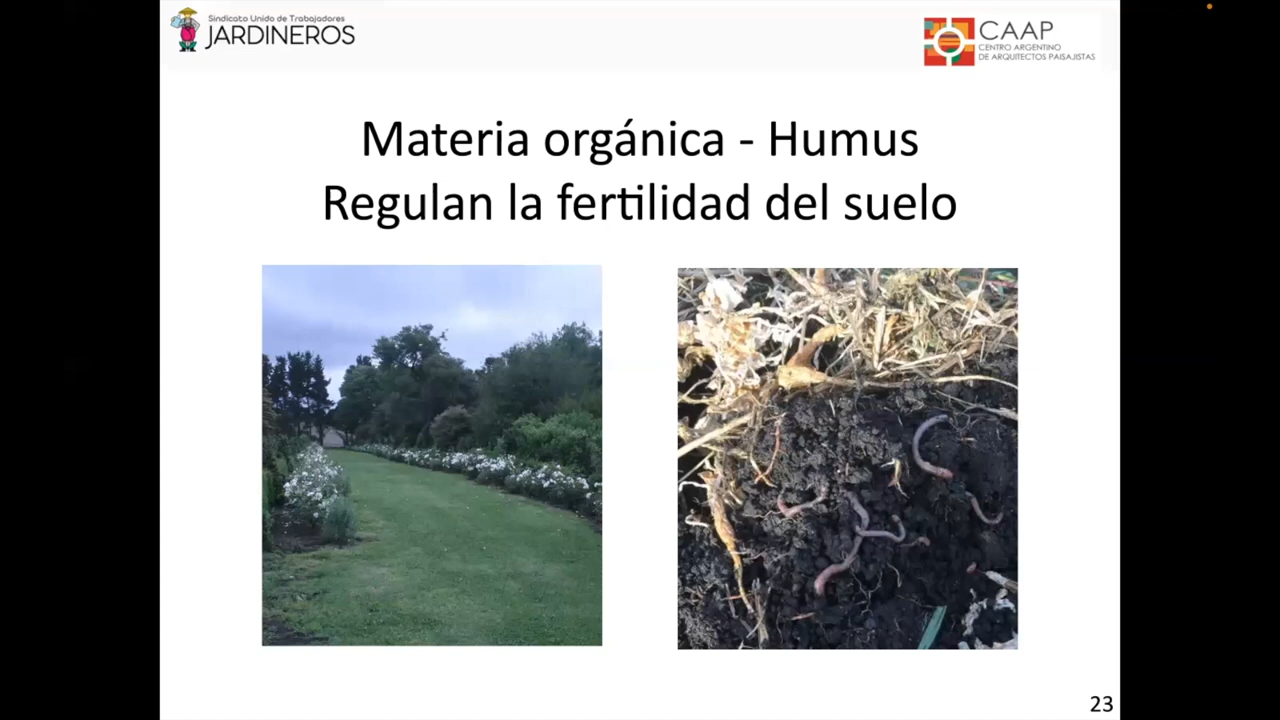 Sindicato Unido de Trabajadores
JARDINEROS
CAAP
CENTRO ARGENTINO
DE ARQUITECTOS PAISAJISTAS
Materia orgánica - Humus
Regulan la fertilidad del suelo
23